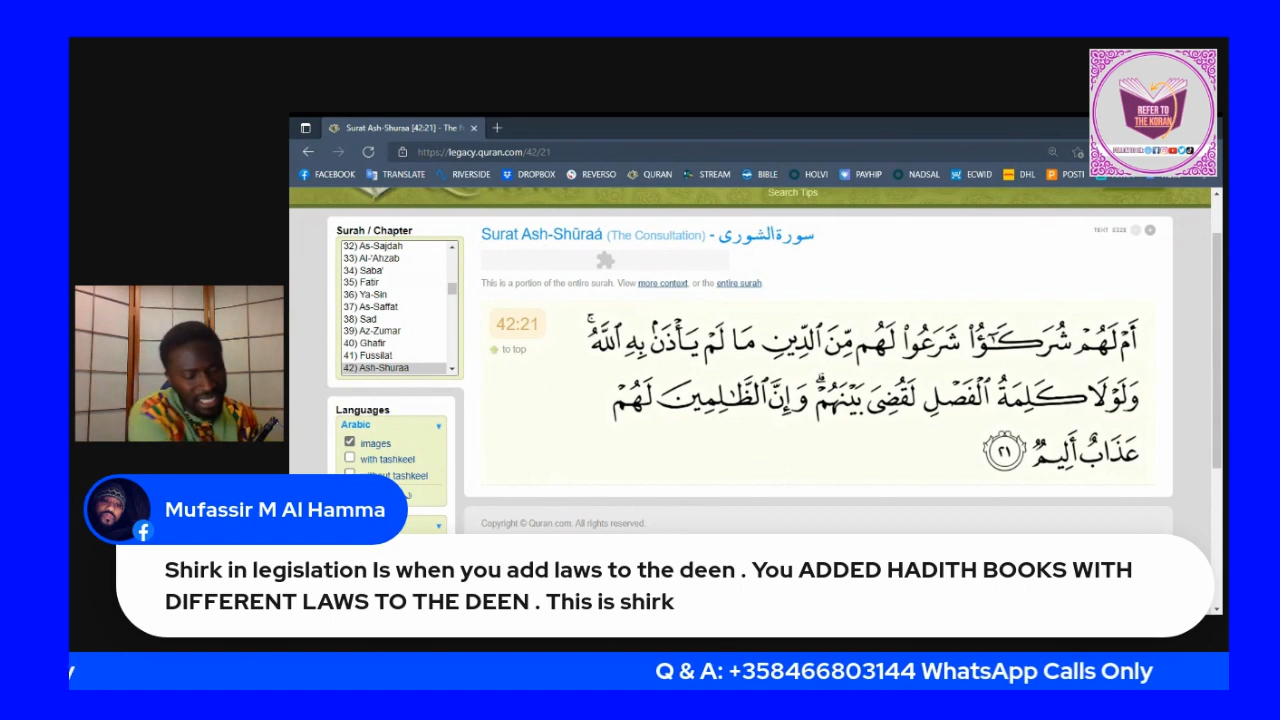 REFER TO
THE KORAN
Surat Ash-Shuraa [42:21] - The
https://legacy.quran.com/42/21
FACEBOOK TRANSLATE RIVERSIDE DROPBOX REVERSO QURAN STREAM BIBLE HOLVI PAYHIP NADSAL ECWID DHL POSTI
Search Tips
Surah / Chapter
32) As-Sajdah
33) Al-'Ahzab
34) Saba'
35) Fatir
36) Ya-Sin
37) As-Saffat
38) Sad
39) Az-Zumar
40) Ghafir
41) Fussilat
42) Ash-Shuraa
Languages
Arabic
images
with tashkeel
without tashkeel
Surat Ash-Shūraá (The Consultation) - سورة الشورى
TEXT SIZE
This is a portion of the entire surah. View more context, or the entire surah.
42:21
to top
أَمْ لَهُمْ شُرَكَٰٓؤُا۟ شَرَعُوا۟ لَهُم مِّنَ ٱلدِّينِ مَا لَمْ يَأْذَنۢ بِهِ ٱللَّهُ ۚ
وَلَوْلَا كَلِمَةُ ٱلْفَصْلِ لَقُضِىَ بَيْنَهُمْ ۗ وَإِنَّ ٱلظَّٰلِمِينَ لَهُمْ
عَذَابٌ أَلِيمٌ ٢١
Copyright © Quran.com. All rights reserved.
Mufassir M Al Hamma
Shirk in legislation Is when you add laws to the deen . You ADDED HADITH BOOKS WITH
DIFFERENT LAWS TO THE DEEN . This is shirk
Q & A: +358466803144 WhatsApp Calls Only